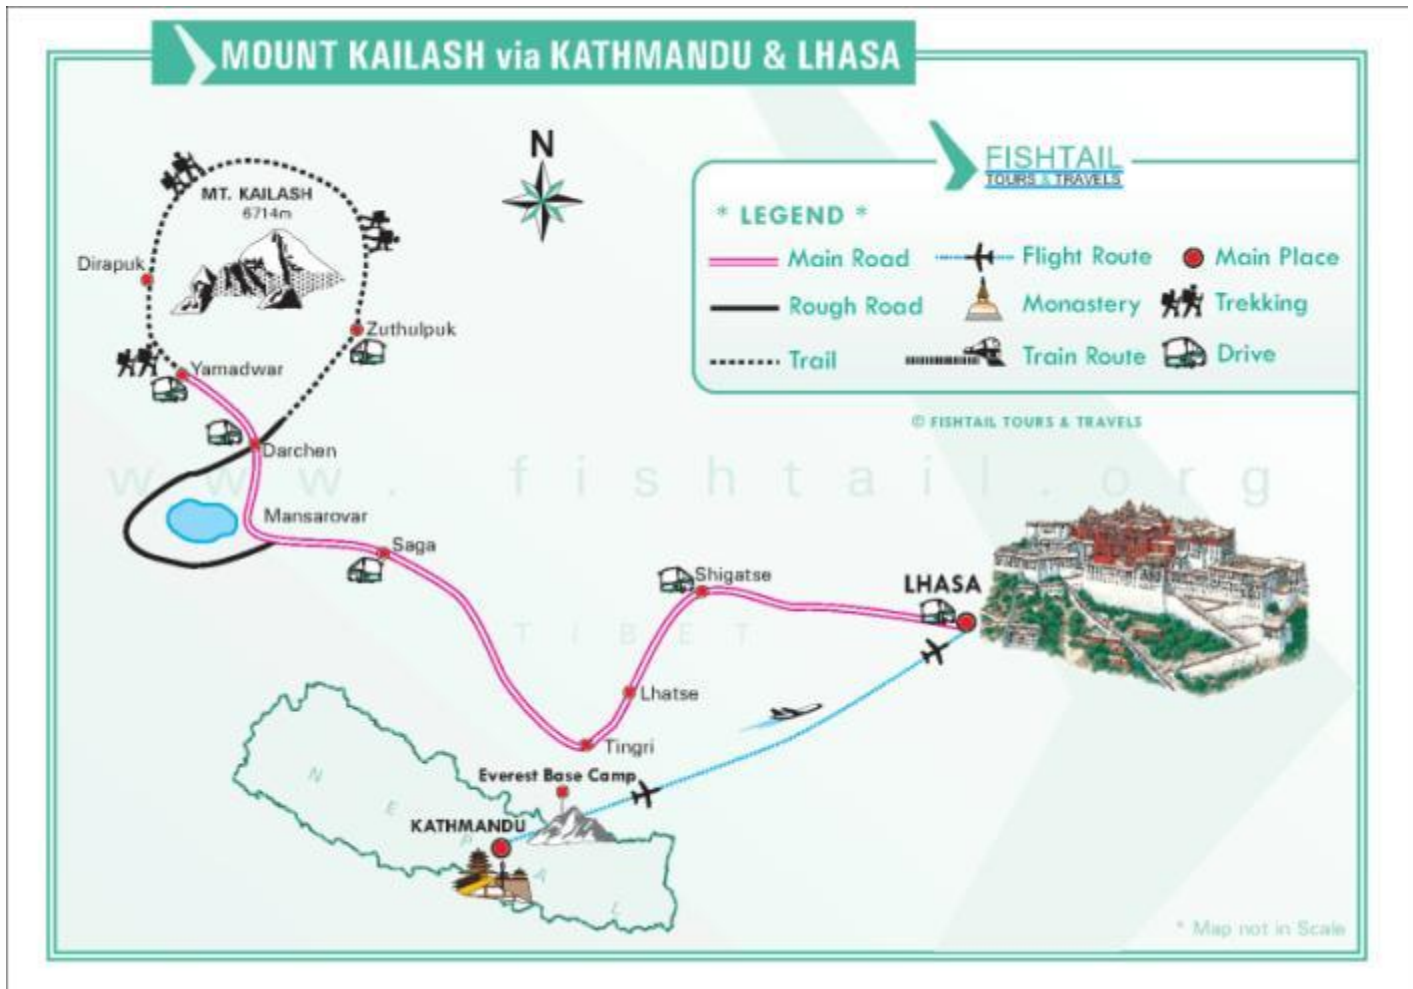 MOUNT KAILASH via KATHMANDU & LHASA
N
FISHTAIL
TOURS & TRAVELS
* LEGEND *
Main Road
Flight Route
Main Place
Rough Road
Monastery
Trekking
Trail
Train Route
Drive
© FISHTAIL TOURS & TRAVELS
MT. KAILASH
6714m
Dirapuk
Zuthulpuk
Yamadwar
Darchen
www.fishtail.org
Mansarovar
Saga
Shigatse
LHASA
TIBET
Lhatse
Tingri
Everest Base Camp
KATHMANDU
NEPAL
* Map not in Scale